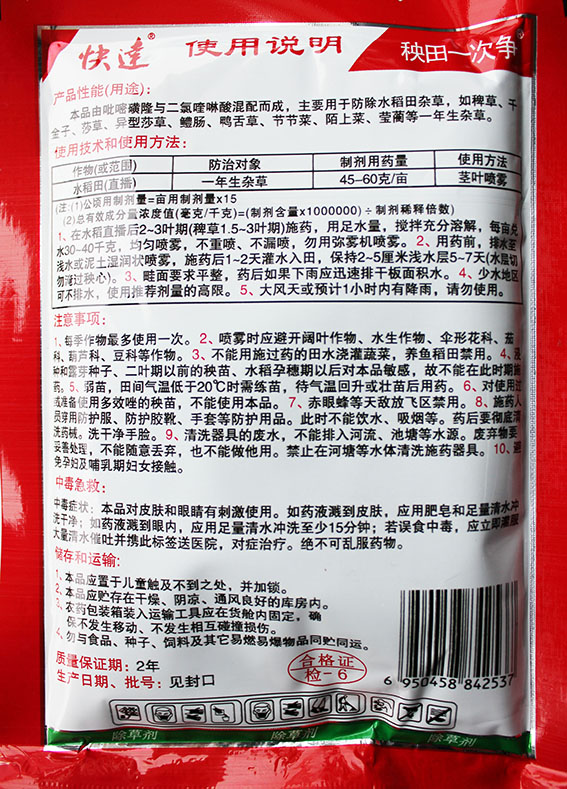 快达® 使用说明 秧田一次净
产品性能(用途):
本品由吡嘧磺隆与二氯喹啉酸混配而成，主要用于防除水稻田杂草，如稗草、千
金子、莎草、异型莎草、鳢肠、鸭舌草、节节菜、陌上菜、莹蔺等一年生杂草。
使用技术和使用方法:
作物(或范围) 防治对象 制剂用药量 使用方法
水稻田(直播) 一年生杂草 45-60克/亩 茎叶喷雾
(注:(1)公顷用制剂量=亩用制剂量x15
(2)总有效成分量浓度值(毫克/千克)=(制剂含量x1000000)÷制剂稀释倍数)
1、在水稻直播后2~3叶期(稗草1.5~3叶期)施药，用足水量，搅拌充分溶解，每亩兑
水30-40千克，均匀喷雾，不重喷、不漏喷，勿用弥雾机喷雾。2、用药前，排水至
浅水或泥土湿润状喷雾，施药后1~2天灌水入田，保持2~5厘米浅水层5~7天(水层切
勿淹过秧心)。3、畦面要求平整，药后如果下雨应迅速排干板面积水。4、少水地区
可不排水，使用推荐剂量的高限。5、大风天或预计1小时内有降雨，请勿使用。
注意事项:
1、每季作物最多使用一次。2、喷雾时应避开阔叶作物、水生作物、伞形花科、茄
科、葫芦科、豆科等作物。3、不能用施过药的田水浇灌蔬菜，养鱼稻田禁用。4、浸
种和露芽种子、二叶期以前的秧苗、水稻孕穗期以后对本品敏感，故不能在此时期施
药。5、弱苗，田间气温低于20℃时需练苗，待气温回升或壮苗后用药。6、对使用过
或准备使用多效唑的秧苗，不能使用本品。7、赤眼蜂等天敌放飞区禁用。8、施药人
员穿用防护服、防护胶靴、手套等防护用品。此时不能饮水、吸烟等。药后要彻底清
洗药械。洗干净手脸。9、清洗器具的废水，不能排入河流、池塘等水源。废弃物要
妥善处理，不能随意丢弃，也不能做他用。禁止在河塘等水体清洗施药器具。10、避
免孕妇及哺乳期妇女接触。
中毒急救:
中毒症状：本品对皮肤和眼睛有刺激使用。如药液溅到皮肤，应用肥皂和足量清水冲
洗干净；如药液溅到眼内，应用足量清水冲洗至少15分钟；若误食中毒，应立即灌服
大量清水催吐并携此标签送医院，对症治疗。绝不可乱服药物。
储存和运输:
1、本品应置于儿童触及不到之处，并加锁。
2、本品应贮存在干燥、阴凉、通风良好的库房内。
3、农药包装箱装入运输工具应在货舱内固定，确
保不发生移动、不发生相互碰撞损伤。
4、勿与食品、种子、饲料及其它易燃易爆物品同贮同运。
质量保证期: 2年
生产日期、批号: 见封口
合格证
检-6
6 950458 842537
除草剂 除草剂 除草剂